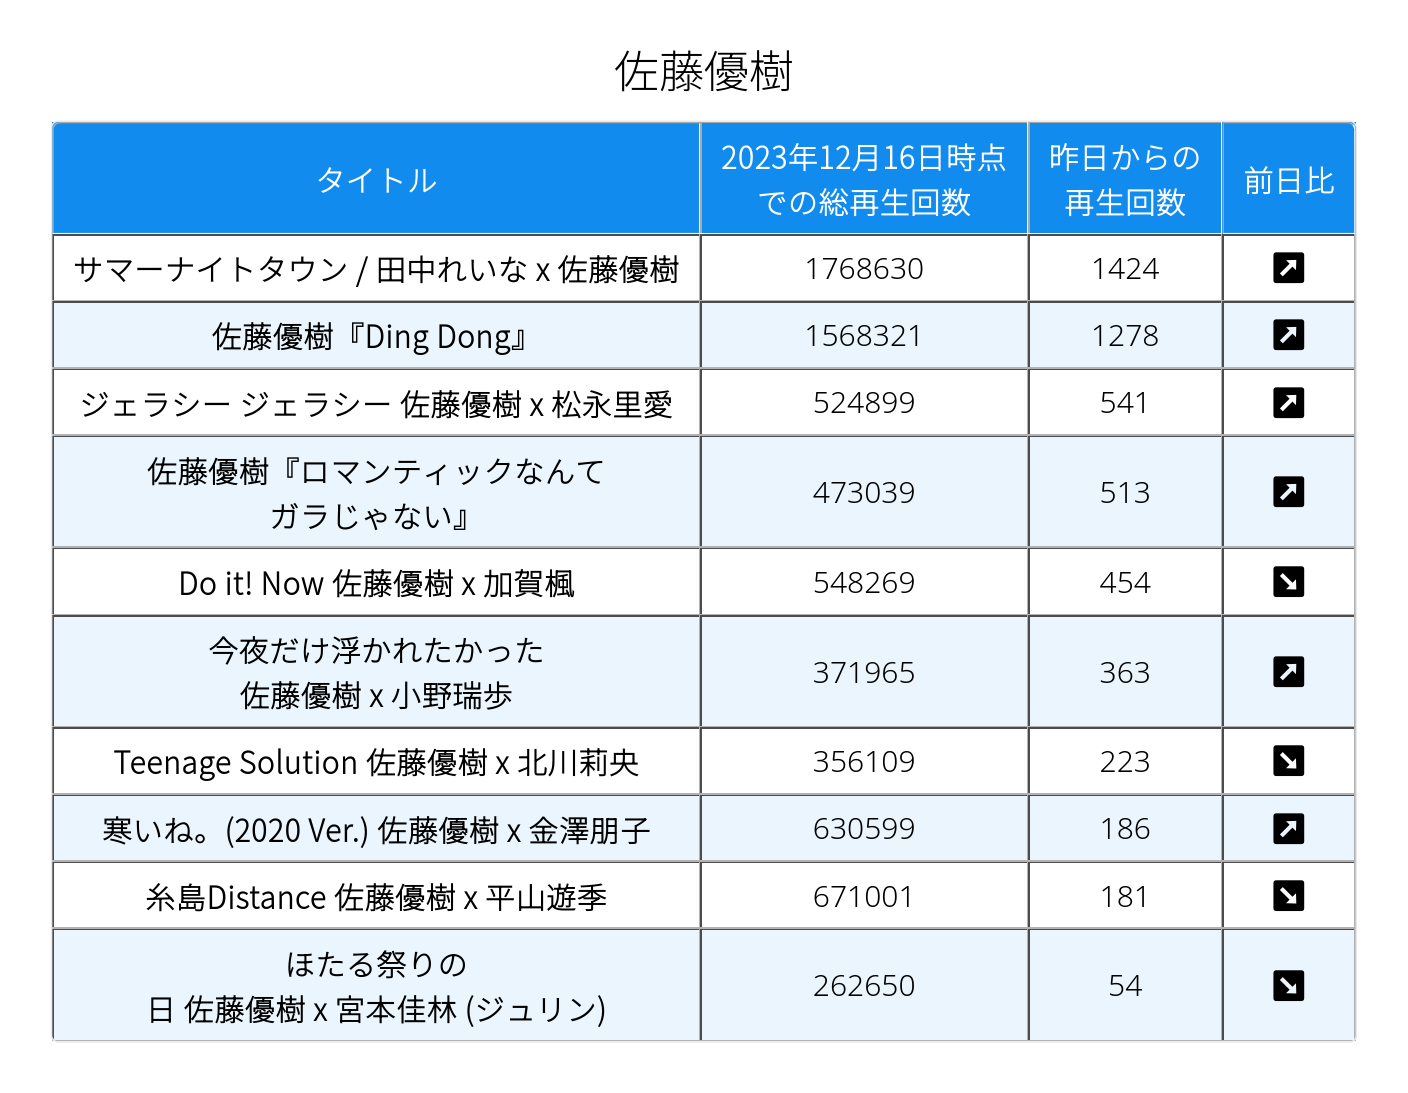 佐藤優樹
タイトル
2023年12月16日時点
での総再生回数
昨日からの
再生回数
前日比
サマーナイトタウン / 田中れいな x 佐藤優樹
1768630
1424
佐藤優樹『Ding Dong』
1568321
1278
ジェラシー ジェラシー 佐藤優樹 x 松永里愛
524899
541
佐藤優樹『ロマンティックなんて
ガラじゃない』
473039
513
Do it! Now 佐藤優樹 x 加賀楓
548269
454
今夜だけ浮かれたかった
佐藤優樹 x 小野瑞歩
371965
363
Teenage Solution 佐藤優樹 x 北川莉央
356109
223
寒いね。(2020 Ver.) 佐藤優樹 x 金澤朋子
630599
186
糸島Distance 佐藤優樹 x 平山遊季
671001
181
ほたる祭りの
日 佐藤優樹 x 宮本佳林 (ジュリン)
262650
54